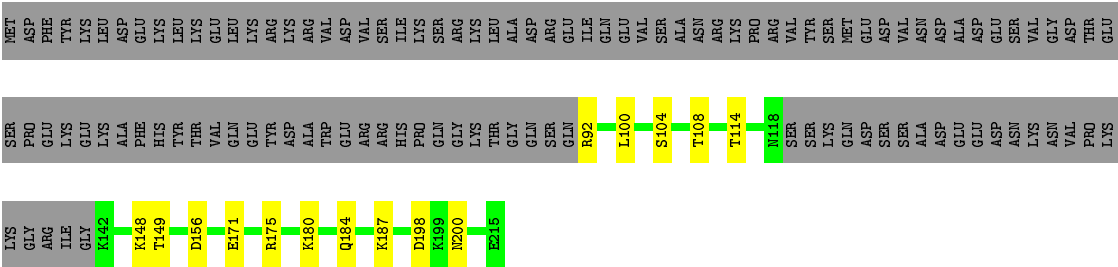 MET ASP PHE TYR LYS LEU LEU ASP GLU LYS LEU LYS LYS GLU LEU LEU LYS ARG LYS ARG VAL ASP VAL SER ILE LYS SER ARG LYS LEU ALA ASP ARG GLU ILE GLN GLU VAL SER ALA ASN ARG LYS PRO ARG VAL TYR SER MET GLU ASP VAL ASN ASP ALA ASP GLU SER VAL GLY ASP THR GLU
SER PRO GLU LYS GLU LYS ALA PHE HIS TYR THR VAL GLN GLU TYR ASP ALA TRP GLU ARG ARG HIS PRO GLN GLY LYS THR GLY GLN SER GLN R92 L100 S104 T108 T114 N118 SER SER LYS GLN ASP SER SER ALA ASP GLU GLU ASP ASN LYS ASN VAL PRO LYS
LYS GLY ARG ILE GLY K142 K148 T149 D156 E171 R175 K180 Q184 K187 D198 K199 N200 E215